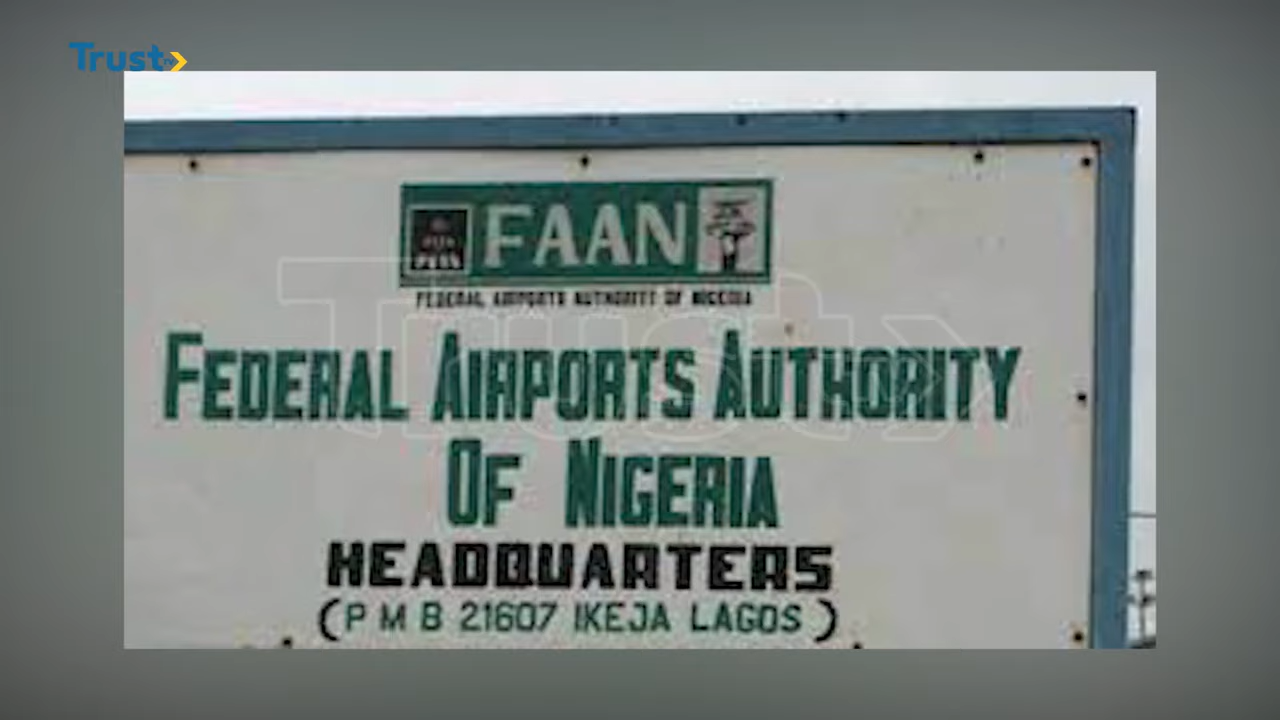 Trust
FAAN
FEDERAL AIRPORTS AUTHORITY OF NIGERIA
FEDERAL AIRPORTS AUTHORITY
OF NIGERIA
HEADQUARTERS
(P M B 21607 IKEJA LAGOS)